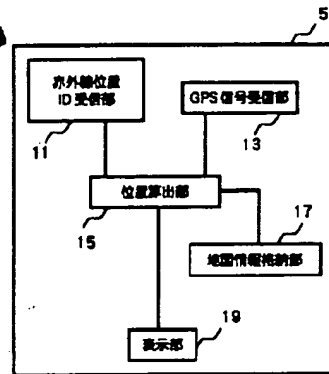 5
赤外線位置
ID受信部
11
GPS信号受信部
13
位置算出部
15
17
地図情報格納部
19
表示部